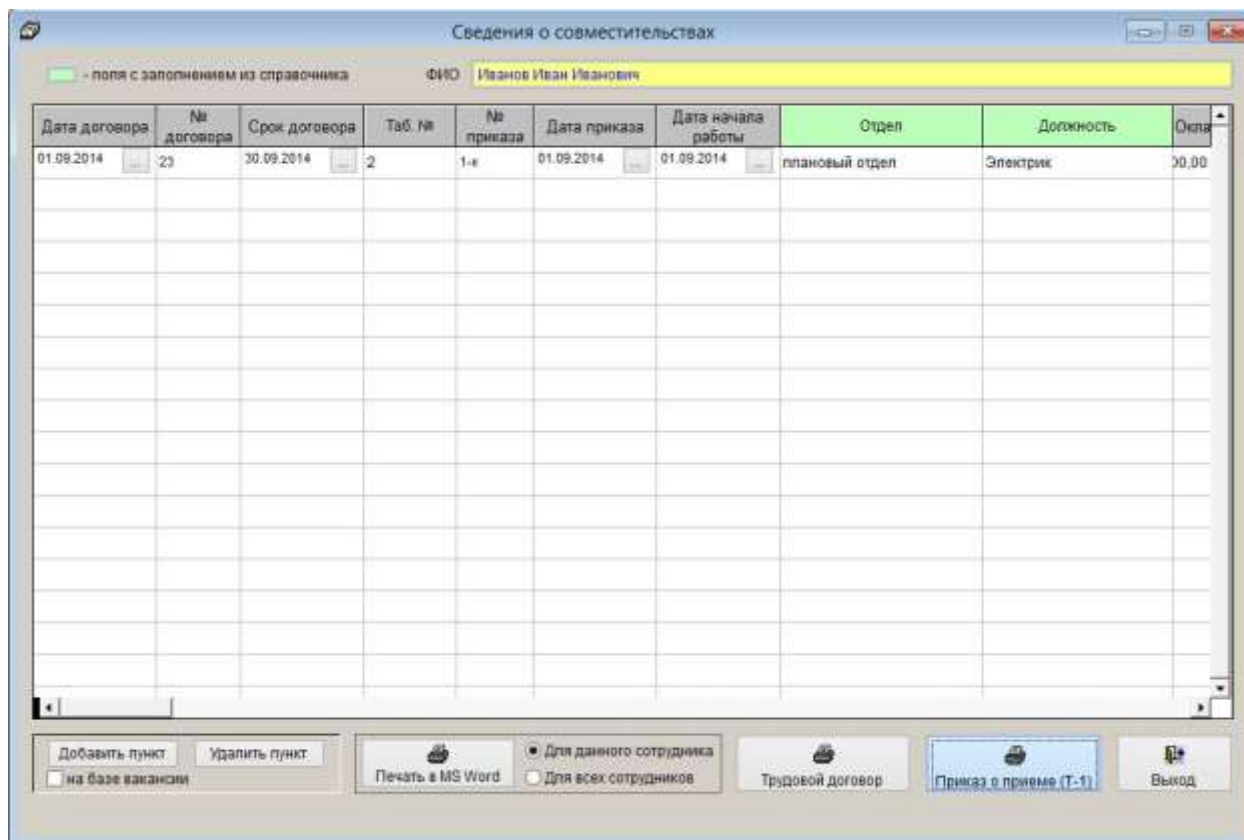 Сведения о совместительствах
- поля с заполнением из справочника ФИО Иванов Иван Иванович
Дата договора № договора Срок договора Таб. № № приказа Дата приказа Дата начала работы Отдел Должность Окла
01.09.2014 ... 23 30.09.2014 ... 2 1-к 01.09.2014 ... 01.09.2014 ... плановый отдел Электрик 00,00
Добавить пункт Удалить пункт
на базе вакансии
Печать в MS Word
Для данного сотрудника
Для всех сотрудников
Трудовой договор
Приказ о приеме (Т-1)
Выход